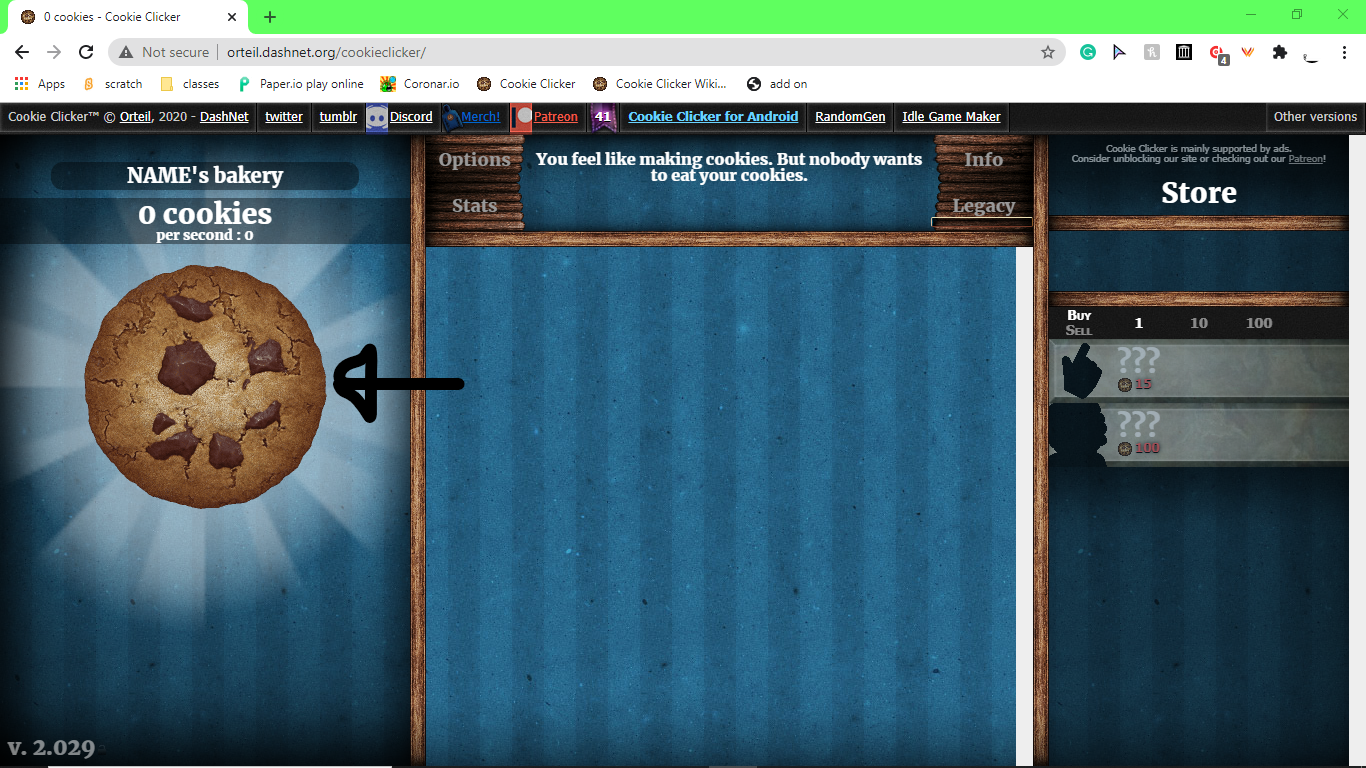 0 cookies - Cookie Clicker
Not secure | orteil.dashnet.org/cookieclicker/
4
Apps scratch classes Paper.io play online Coronar.io Cookie Clicker Cookie Clicker Wiki... add on
Cookie Clicker™ © Orteil, 2020 - DashNet twitter tumblr Discord Merch! Patreon 41 Cookie Clicker for Android RandomGen Idle Game Maker Other versions
NAME's bakery
0 cookies
per second : 0
Options
Stats
You feel like making cookies. But nobody wants
to eat your cookies.
Info
Legacy
Cookie Clicker is mainly supported by ads.
Consider unblocking our site or checking out our Patreon!
Store
Buy
Sell
1 10 100
???
15
???
100
v. 2.029